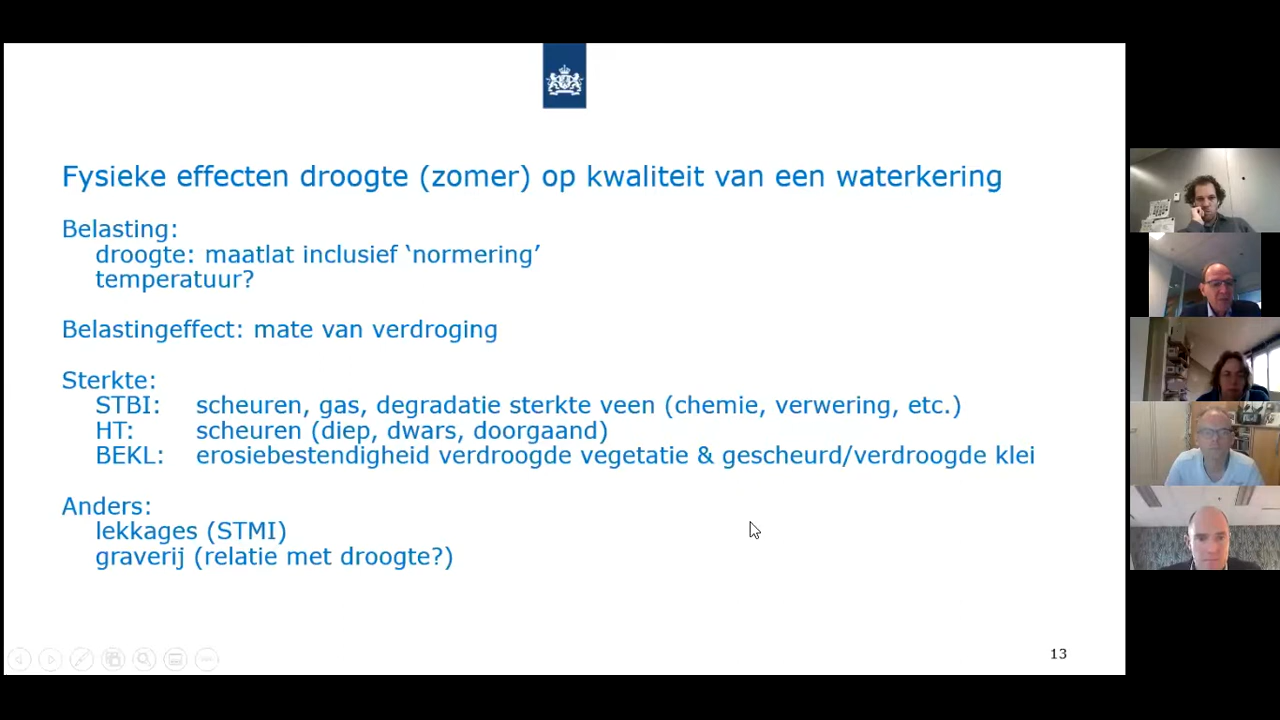 Fysieke effecten droogte (zomer) op kwaliteit van een waterkering
Belasting:
droogte: maatlat inclusief ‘normering’
temperatuur?
Belastingeffect: mate van verdroging
Sterkte:
STBI: scheuren, gas, degradatie sterkte veen (chemie, verwering, etc.)
HT: scheuren (diep, dwars, doorgaand)
BEKL: erosiebestendigheid verdroogde vegetatie & gescheurd/verdroogde klei
Anders:
lekkages (STMI)
graverij (relatie met droogte?)
13